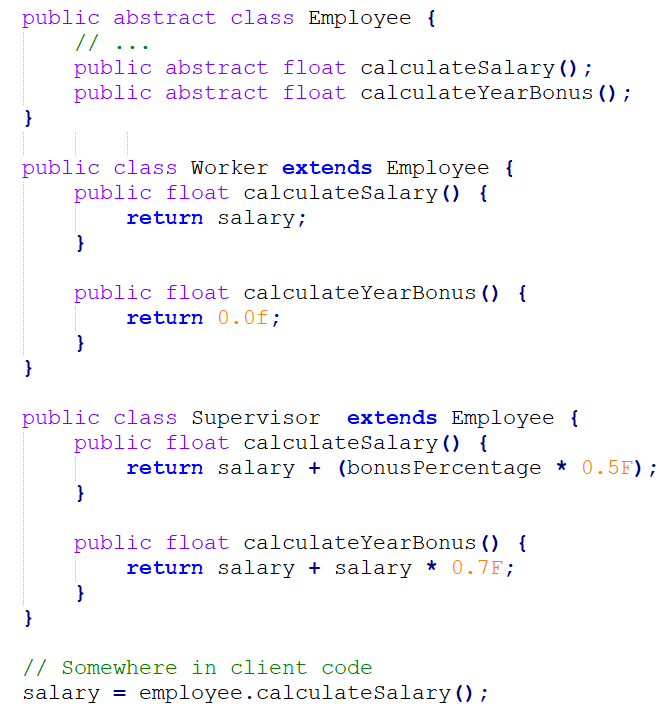 public abstract class Employee {
    // ...
    public abstract float calculateSalary();
    public abstract float calculateYearBonus();
}

public class Worker extends Employee {
    public float calculateSalary() {
        return salary;
    }

    public float calculateYearBonus() {
        return 0.0f;
    }
}

public class Supervisor  extends Employee {
    public float calculateSalary() {
        return salary + (bonusPercentage * 0.5F);
    }

    public float calculateYearBonus() {
        return salary + salary * 0.7F;
    }
}

// Somewhere in client code
salary = employee.calculateSalary();